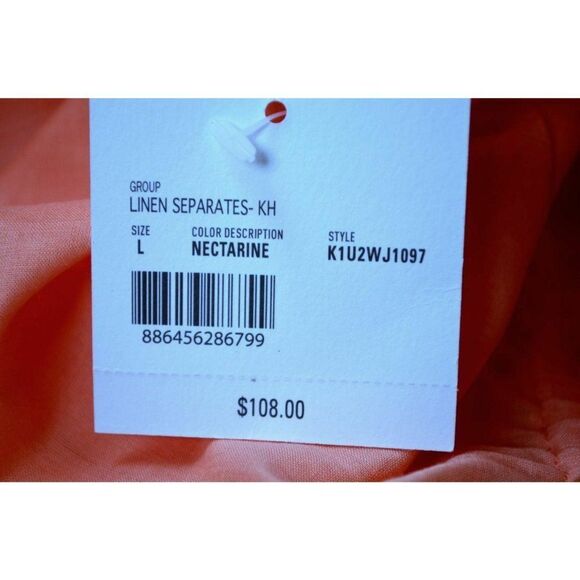 GROUP
LINEN SEPARATES- KH
SIZE COLOR DESCRIPTION STYLE
L NECTARINE K1U2WJ1097
886456286799
$108.00